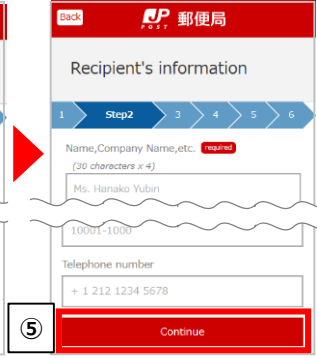 Back
JP POST 郵便局
Recipient's information
1 Step2 3 4 5 6
Name,Company Name,etc. required
(30 characters x 4)
Ms. Hanako Yubin
10001-1000
Telephone number
+ 1 212 1234 5678
⑤
Continue